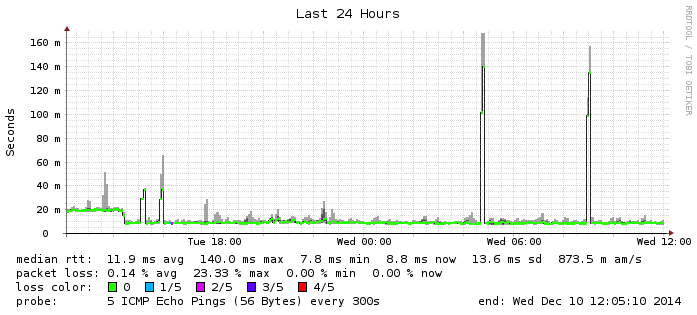 Last 24 Hours
RRDTOOL / TOBI OETIKER
Seconds
160 m
140 m
120 m
100 m
80 m
60 m
40 m
20 m
0
Tue 18:00 Wed 00:00 Wed 06:00 Wed 12:00
median rtt: 11.9 ms avg 140.0 ms max 7.8 ms min 8.8 ms now 13.6 ms sd 873.5 m am/s
packet loss: 0.14 % avg 23.33 % max 0.00 % min 0.00 % now
loss color: 0 1/5 2/5 3/5 4/5
probe: 5 ICMP Echo Pings (56 Bytes) every 300s end: Wed Dec 10 12:05:10 2014